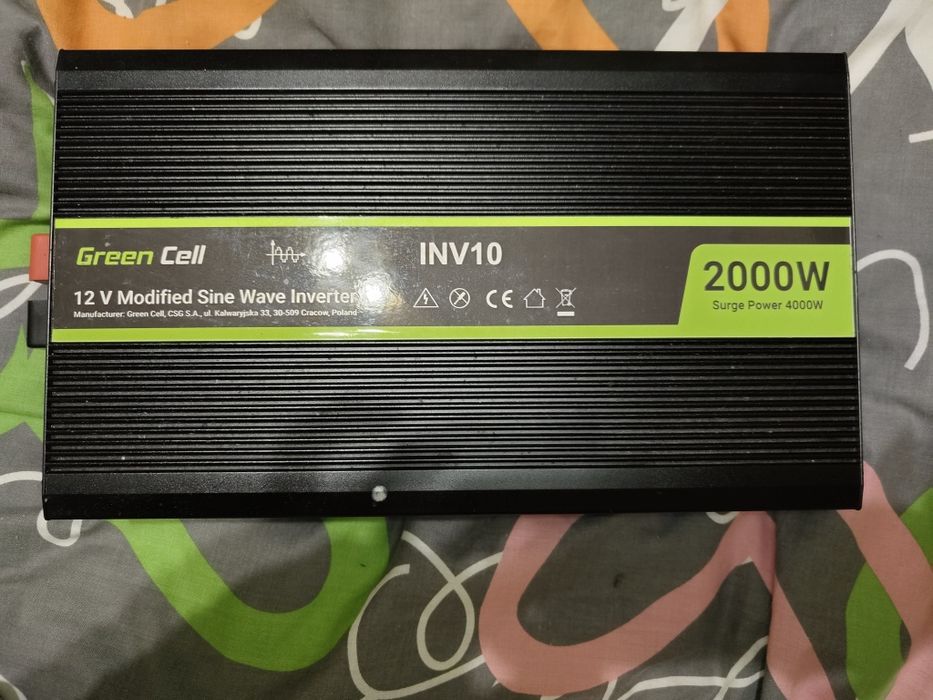 Green Cell
INV10
12 V Modified Sine Wave Inverter
Manufacturer: Green Cell, CSG S.A., ul. Kalwaryjska 33, 30-509 Cracow, Poland
CE
2000W
Surge Power 4000W